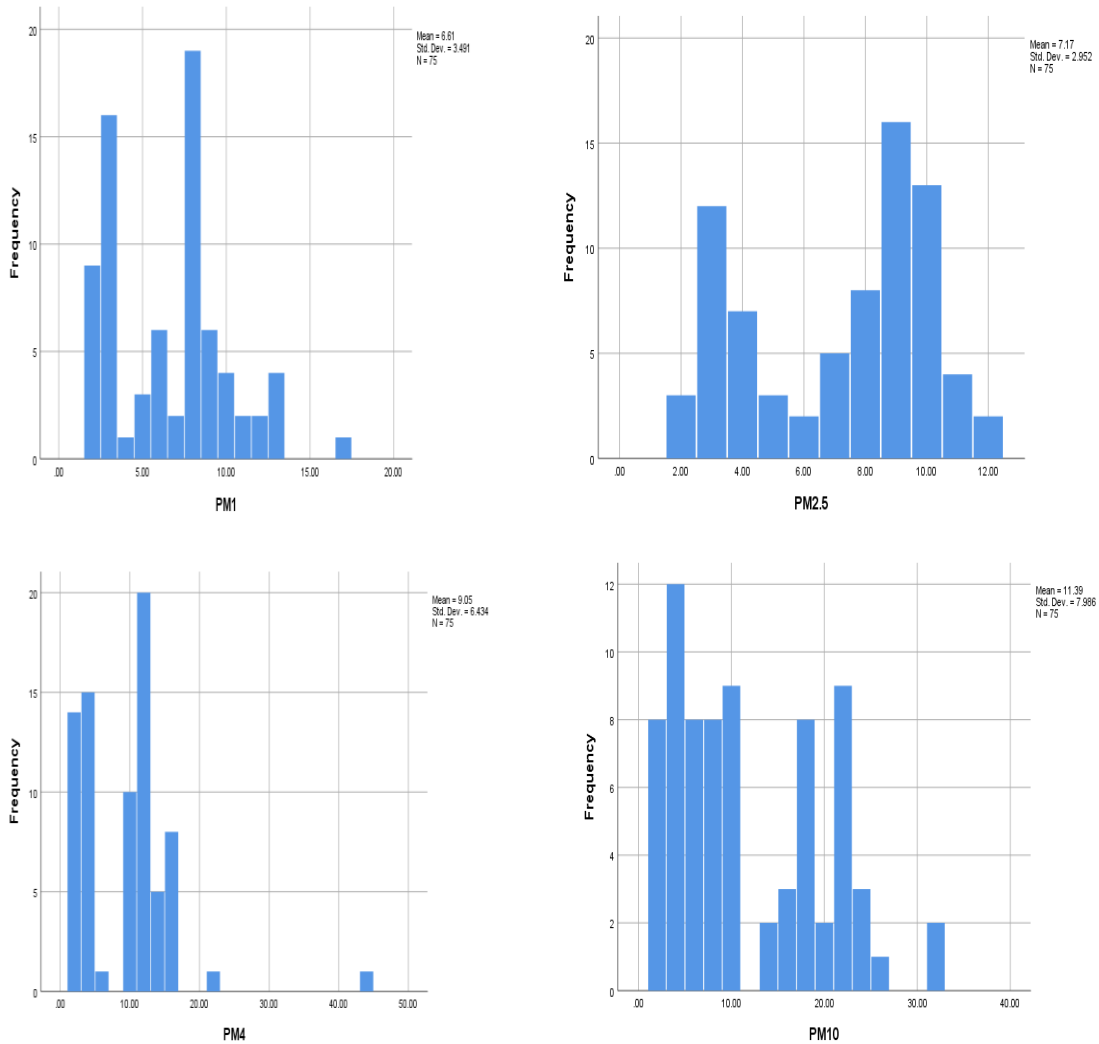 20
15
10
5
0
Frequency
.00 5.00 10.00 15.00 20.00
PM1
Mean = 6.61
Std. Dev. = 3.491
N = 75
20
15
10
5
0
Frequency
.00 2.00 4.00 6.00 8.00 10.00 12.00
PM2.5
Mean = 7.17
Std. Dev. = 2.952
N = 75
20
15
10
5
0
Frequency
.00 10.00 20.00 30.00 40.00 50.00
PM4
Mean = 9.05
Std. Dev. = 6.434
N = 75
12
10
8
6
4
2
0
Frequency
.00 10.00 20.00 30.00 40.00
PM10
Mean = 11.39
Std. Dev. = 7.986
N = 75